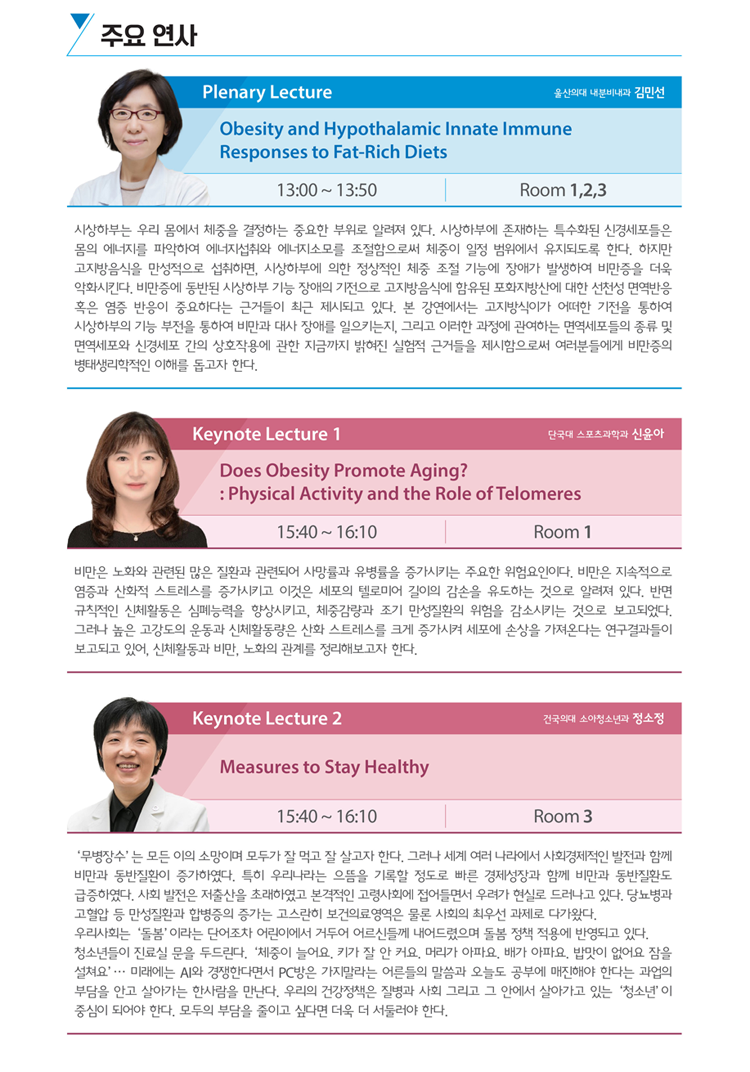 주요 연사
Plenary Lecture
울산의대 내분비내과 김민선
Obesity and Hypothalamic Innate Immune
Responses to Fat-Rich Diets
13:00 ~ 13:50
Room 1,2,3
시상하부는 우리 몸에서 체중을 결정하는 중요한 부위로 알려져 있다. 시상하부에 존재하는 특수화된 신경세포들은
몸의 에너지를 파악하여 에너지섭취와 에너지소모를 조절함으로써 체중이 일정 범위에서 유지되도록 한다. 하지만
고지방음식을 만성적으로 섭취하면, 시상하부에 의한 정상적인 체중 조절 기능에 장애가 발생하여 비만증을 더욱
악화시킨다. 비만증에 동반된 시상하부 기능 장애의 기전으로 고지방음식에 함유된 포화지방산에 대한 선천성 면역반응
혹은 염증 반응이 중요하다는 근거들이 최근 제시되고 있다. 본 강연에서는 고지방식이가 어떠한 기전을 통하여
시상하부의 기능 부전을 통하여 비만과 대사 장애를 일으키는지, 그리고 이러한 과정에 관여하는 면역세포들의 종류 및
면역세포와 신경세포 간의 상호작용에 관한 지금까지 밝혀진 실험적 근거들을 제시함으로써 여러분들에게 비만증의
병태생리학적인 이해를 돕고자 한다.
Keynote Lecture 1
단국대 스포츠과학과 신윤아
Does Obesity Promote Aging?
: Physical Activity and the Role of Telomeres
15:40 ~ 16:10
Room 1
비만은 노화와 관련된 많은 질환과 관련되어 사망률과 유병률을 증가시키는 주요한 위험요인이다. 비만은 지속적으로
염증과 산화적 스트레스를 증가시키고 이것은 세포의 텔로미어 길이의 감손을 유도하는 것으로 알려져 있다. 반면
규칙적인 신체활동은 심폐능력을 향상시키고, 체중감량과 조기 만성질환의 위험을 감소시키는 것으로 보고되었다.
그러나 높은 고강도의 운동과 신체활동량은 산화 스트레스를 크게 증가시켜 세포에 손상을 가져온다는 연구결과들이
보고되고 있어, 신체활동과 비만, 노화의 관계를 정리해보고자 한다.
Keynote Lecture 2
건국의대 소아청소년과 정소정
Measures to Stay Healthy
15:40 ~ 16:10
Room 3
‘무병장수’는 모든 이의 소망이며 모두가 잘 먹고 잘 살고자 한다. 그러나 세계 여러 나라에서 사회경제적인 발전과 함께
비만과 동반질환이 증가하였다. 특히 우리나라는 으뜸을 기록할 정도로 빠른 경제성장과 함께 비만과 동반질환도
급증하였다. 사회 발전은 저출산을 초래하였고 본격적인 고령사회에 접어들면서 우려가 현실로 드러나고 있다. 당뇨병과
고혈압 등 만성질환과 합병증의 증가는 고스란히 보건의료영역은 물론 사회의 최우선 과제로 다가왔다.
우리사회는 ‘돌봄’이라는 단어조차 어린이에서 거두어 어르신들께 내어드렸으며 돌봄 정책 적용에 반영되고 있다.
청소년들이 진료실 문을 두드린다. ‘체중이 늘어요. 키가 잘 안 커요. 머리가 아파요. 배가 아파요. 밥맛이 없어요 잠을
설쳐요’… 미래에는 AI와 경쟁한다면서 PC방은 가지말라는 어른들의 말씀과 오늘도 공부에 매진해야 한다는 과업의
부담을 안고 살아가는 한사람을 만난다. 우리의 건강정책은 질병과 사회 그리고 그 안에서 살아가고 있는 ‘청소년’이
중심이 되어야 한다. 모두의 부담을 줄이고 싶다면 더욱 더 서둘러야 한다.